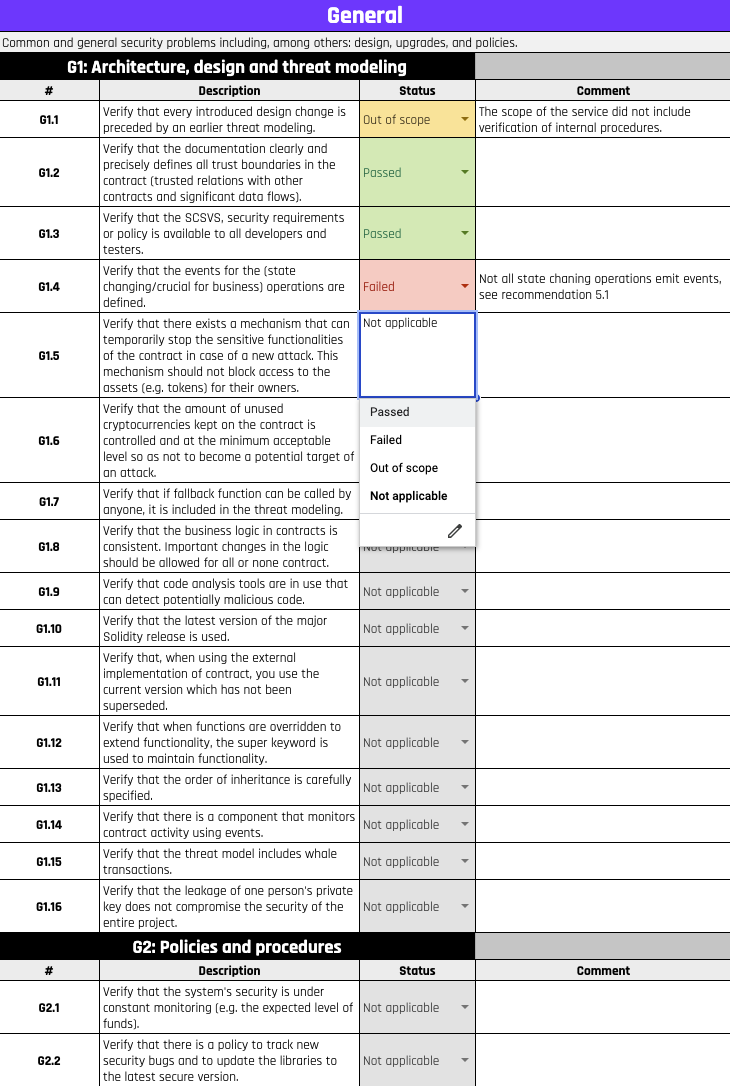 General
Common and general security problems including, among others: design, upgrades, and policies.
G1: Architecture, design and threat modeling
# Description Status Comment
G1.1
Verify that every introduced design change is
preceded by an earlier threat modeling.
Out of scope
The scope of the service did not include
verification of internal procedures.
G1.2
Verify that the documentation clearly and
precisely defines all trust boundaries in the
contract (trusted relations with other
contracts and significant data flows).
Passed
G1.3
Verify that the SCSVS, security requirements
or policy is available to all developers and
testers.
Passed
G1.4
Verify that the events for the (state
changing/crucial for business) operations are
defined.
Failed
Not all state chaning operations emit events,
see recommendation 5.1
G1.5
Verify that there exists a mechanism that can
temporarily stop the sensitive functionalities
of the contract in case of a new attack. This
mechanism should not block access to the
assets (e.g. tokens) for their owners.
Not applicable
Passed
Failed
Out of scope
Not applicable
G1.6
Verify that the amount of unused
cryptocurrencies kept on the contract is
controlled and at the minimum acceptable
level so as not to become a potential target of
an attack.
G1.7
Verify that if fallback function can be called by
anyone, it is included in the threat modeling.
G1.8
Verify that the business logic in contracts is
consistent. Important changes in the logic
should be allowed for all or none contract.
Not applicable
G1.9
Verify that code analysis tools are in use that
can detect potentially malicious code.
Not applicable
G1.10
Verify that the latest version of the major
Solidity release is used.
Not applicable
G1.11
Verify that, when using the external
implementation of contract, you use the
current version which has not been
superseded.
Not applicable
G1.12
Verify that when functions are overridden to
extend functionality, the super keyword is
used to maintain functionality.
Not applicable
G1.13
Verify that the order of inheritance is carefully
specified.
Not applicable
G1.14
Verify that there is a component that monitors
contract activity using events.
Not applicable
G1.15
Verify that the threat model includes whale
transactions.
Not applicable
G1.16
Verify that the leakage of one person's private
key does not compromise the security of the
entire project.
Not applicable
G2: Policies and procedures
# Description Status Comment
G2.1
Verify that the system's security is under
constant monitoring (e.g. the expected level of
funds).
Not applicable
G2.2
Verify that there is a policy to track new
security bugs and to update the libraries to
the latest secure version.
Not applicable